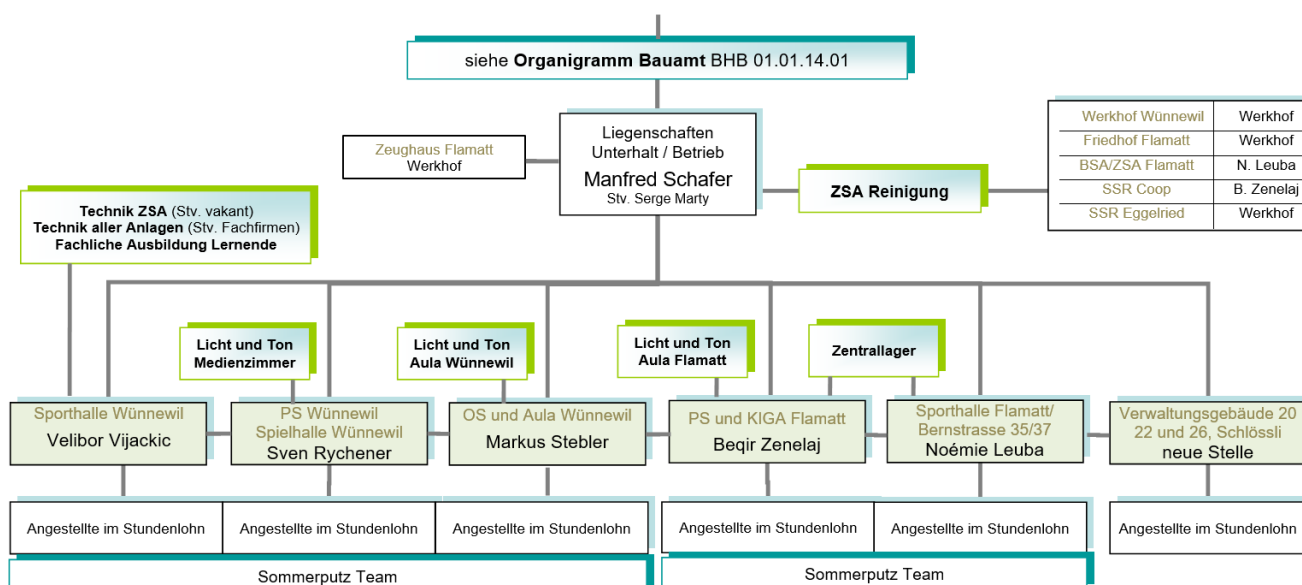 siehe Organigramm Bauamt BHB 01.01.14.01
Liegenschaften
Unterhalt / Betrieb
Manfred Schafer
Stv. Serge Marty
Zeughaus Flamatt
Werkhof
ZSA Reinigung
Werkhof Wünnewil Werkhof
Friedhof Flamatt Werkhof
BSA/ZSA Flamatt N. Leuba
SSR Coop B. Zenelaj
SSR Eggelried Werkhof
Technik ZSA (Stv. vakant)
Technik aller Anlagen (Stv. Fachfirmen)
Fachliche Ausbildung Lernende
Licht und Ton
Medienzimmer
Licht und Ton
Aula Wünnewil
Licht und Ton
Aula Flamatt
Zentrallager
Sporthalle Wünnewil
Velibor Vijackic
PS Wünnewil
Spielhalle Wünnewil
Sven Rychener
OS und Aula Wünnewil
Markus Stebler
PS und KIGA Flamatt
Beqir Zenelaj
Sporthalle Flamatt/
Bernstrasse 35/37
Noémie Leuba
Verwaltungsgebäude 20
22 und 26, Schlössli
neue Stelle
Angestellte im Stundenlohn
Angestellte im Stundenlohn
Angestellte im Stundenlohn
Angestellte im Stundenlohn
Angestellte im Stundenlohn
Angestellte im Stundenlohn
Sommerputz Team
Sommerputz Team